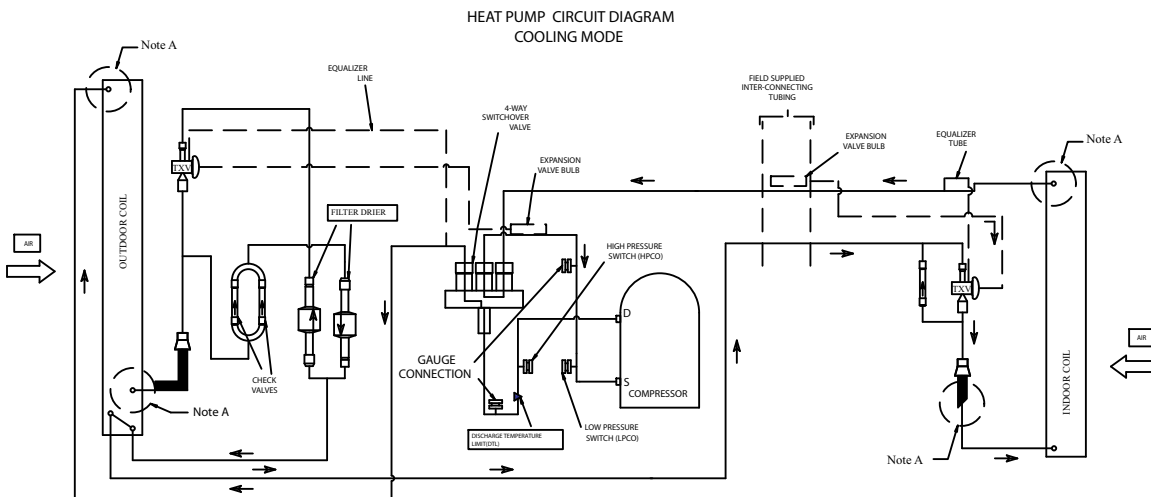 HEAT PUMP CIRCUIT DIAGRAM
COOLING MODE
Note A
EQUALIZER
LINE
4-WAY
SWITCHOVER
VALVE
FIELD SUPPLIED
INTER-CONNECTING
TUBING
EXPANSION
VALVE BULB
EQUALIZER
TUBE
Note A
EXPANSION
VALVE BULB
TXV
OUTDOOR COIL
FILTER DRIER
AIR
HIGH PRESSURE
SWITCH (HPCO)
TXV
D
AIR
GAUGE
CONNECTION
S
COMPRESSOR
CHECK
VALVES
Note A
INDOOR COIL
DISCHARGE TEMPERATURE
LIMIT(DTL)
LOW PRESSURE
SWITCH (LPCO)
Note A